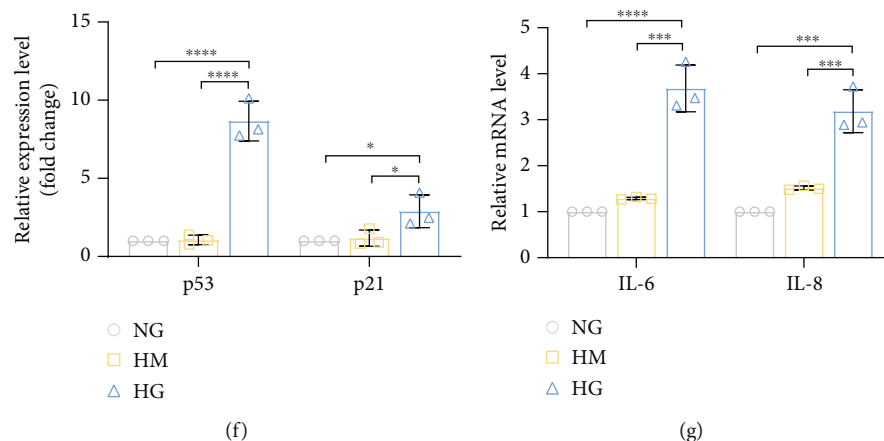 Relative expression level
(fold change)
15
10
5
0
****
****
*
*
p53
p21
NG
HM
HG
(f)
Relative mRNA level
5
4
3
2
1
0
****
***
***
***
IL-6
IL-8
NG
HM
HG
(g)